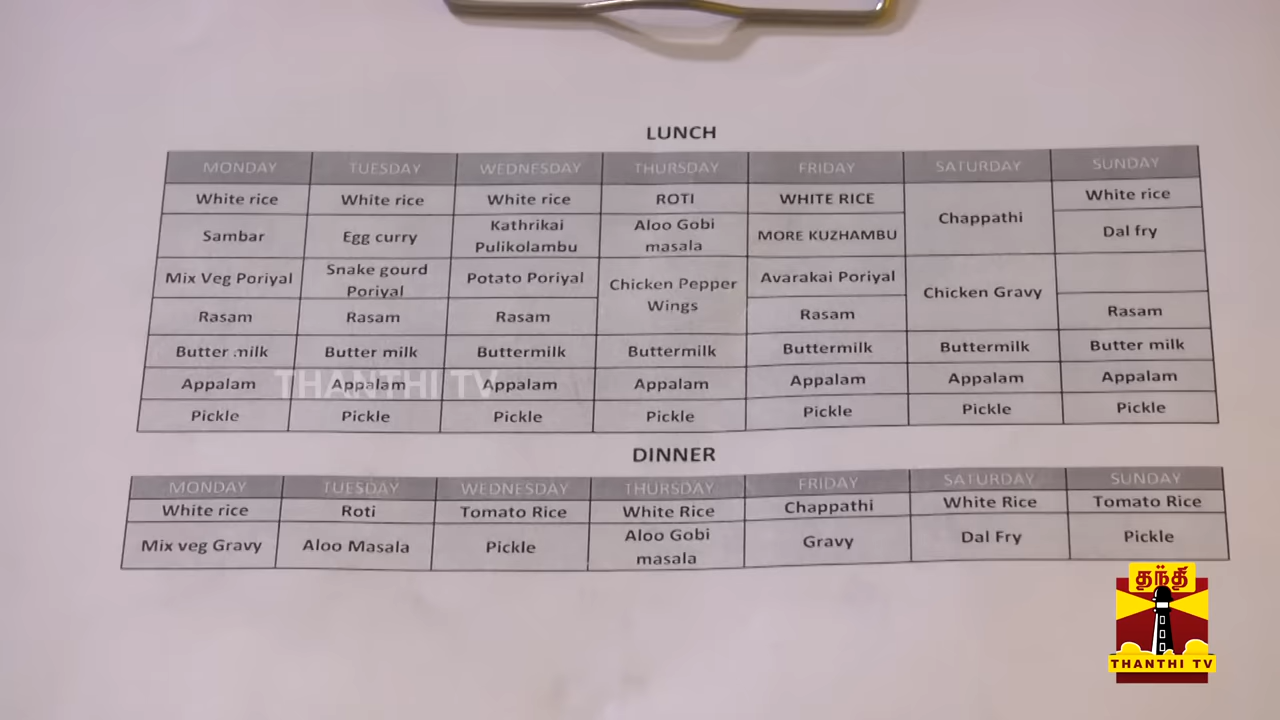 LUNCH
MONDAY TUESDAY WEDNESDAY THURSDAY FRIDAY SATURDAY SUNDAY
White rice White rice White rice ROTI WHITE RICE Chappathi White rice
Sambar Egg curry Kathrikai Pulikolambu Aloo Gobi masala MORE KUZHAMBU Dal fry
Mix Veg Poriyal Snake gourd Poriyal Potato Poriyal Chicken Pepper Wings Avarakai Poriyal Chicken Gravy
Rasam Rasam Rasam Rasam Rasam
Butter milk Butter milk Buttermilk Buttermilk Buttermilk Buttermilk Butter milk
Appalam Appalam Appalam Appalam Appalam Appalam Appalam
Pickle Pickle Pickle Pickle Pickle Pickle Pickle
THANTHI TV
DINNER
MONDAY TUESDAY WEDNESDAY THURSDAY FRIDAY SATURDAY SUNDAY
White rice Roti Tomato Rice White Rice Chappathi White Rice Tomato Rice
Mix veg Gravy Aloo Masala Pickle Aloo Gobi masala Gravy Dal Fry Pickle
தந்தி
THANTHI TV